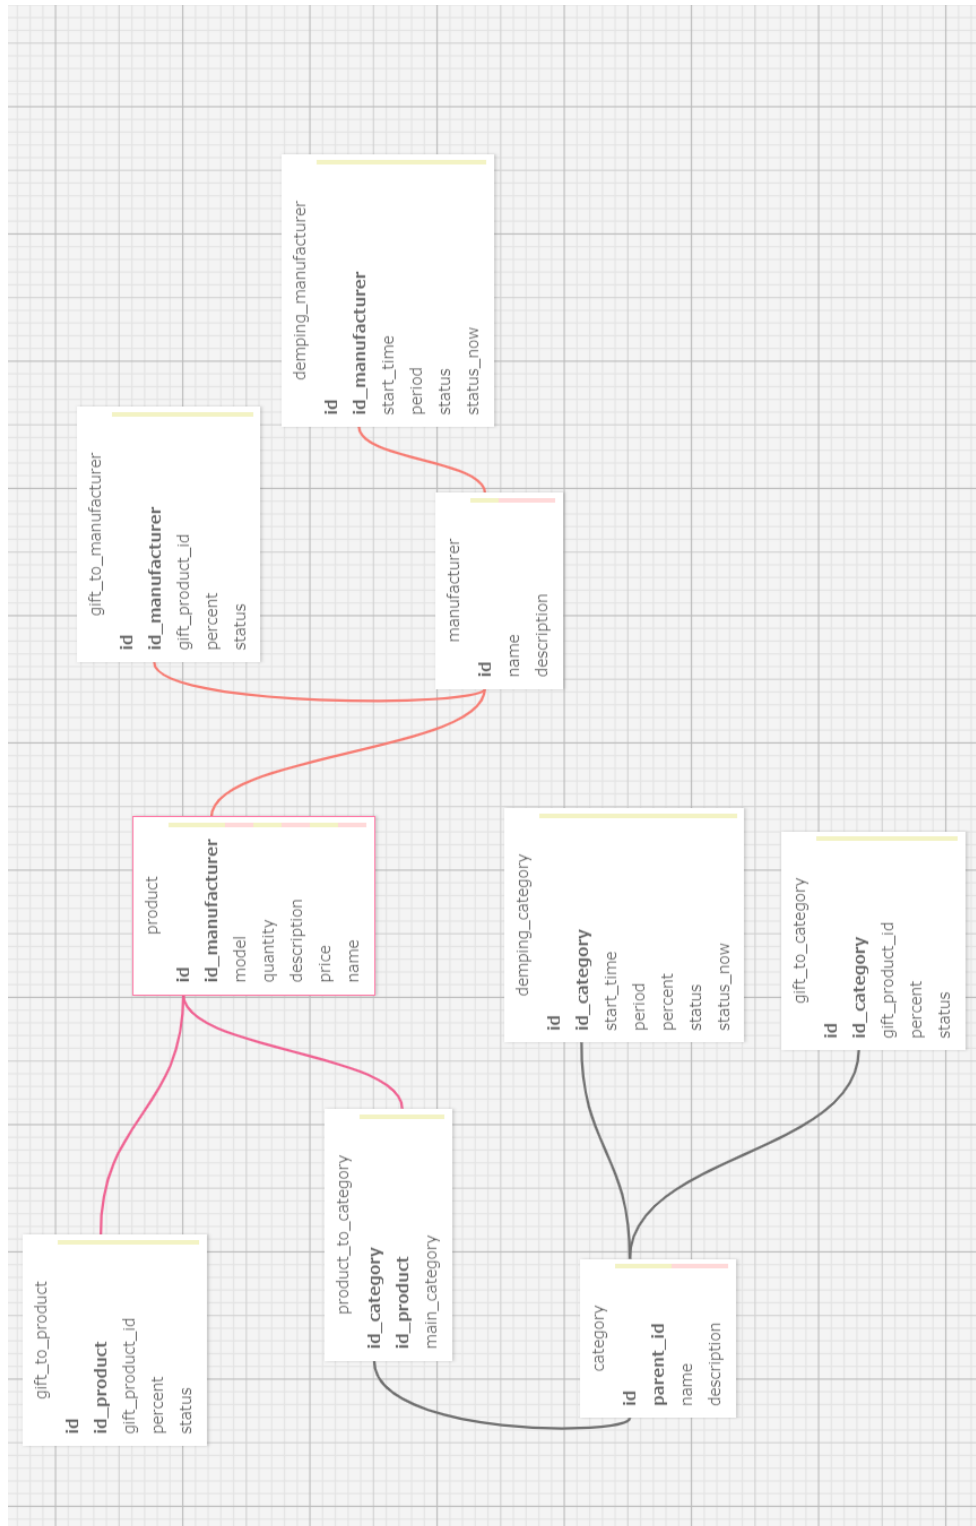 gift_to_product
id
id_product
gift_product_id
percent
status
product_to_category
id_category
id_product
main_category
category
id
parent_id
name
description
product
id
id_manufacturer
model
quantity
description
price
name
demping_category
id
id_category
start_time
period
percent
status
status_now
gift_to_category
id
id_category
gift_product_id
percent
status
gift_to_manufacturer
id
id_manufacturer
gift_product_id
percent
status
manufacturer
id
name
description
demping_manufacturer
id
id_manufacturer
start_time
period
status
status_now